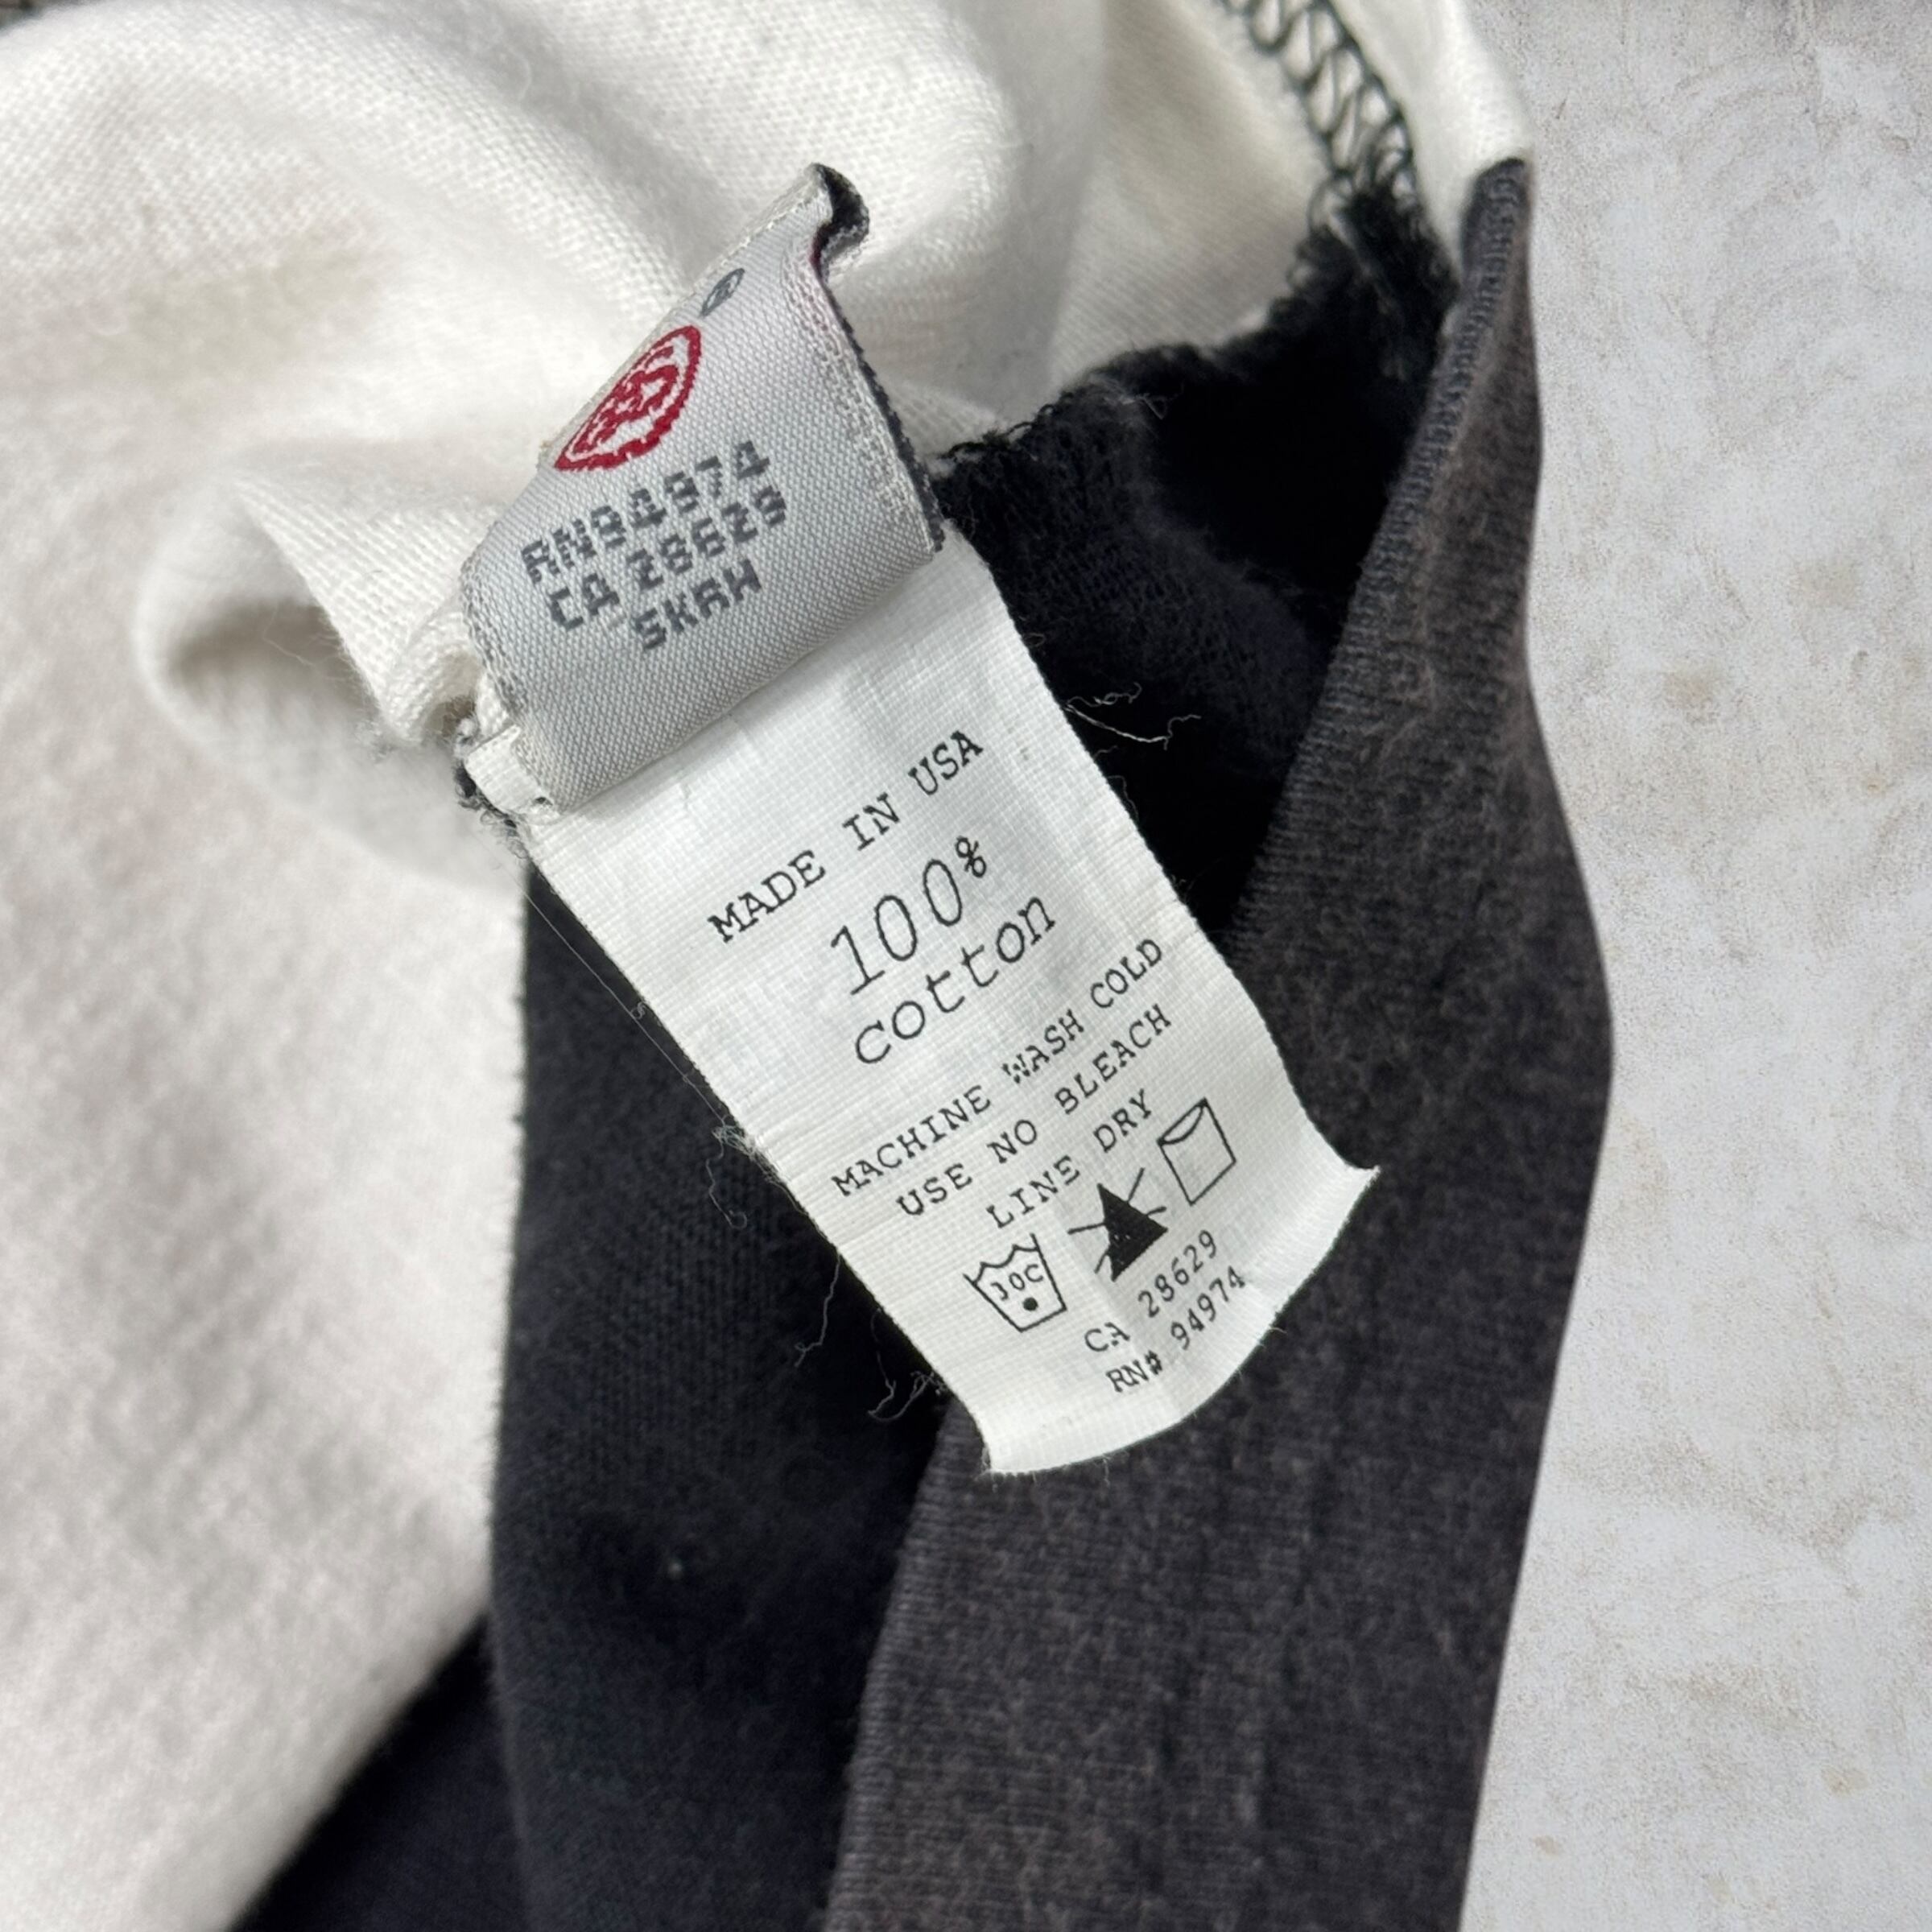 ®
RN94974
CA 28629
SKAW
MADE IN USA
100%
cotton
MACHINE WASH COLD
USE NO BLEACH
LINE DRY
30C
CA 28629
RN# 94974